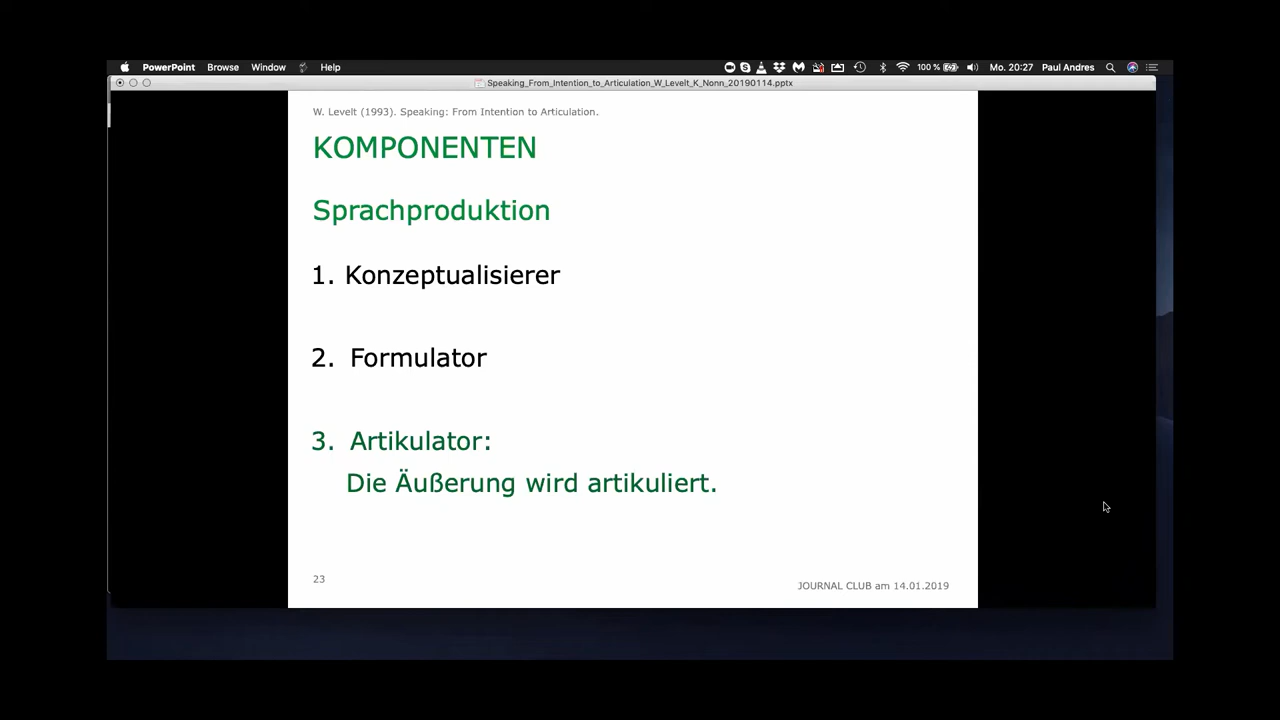 PowerPoint Browse Window Help 100 % Mo. 20:27 Paul Andres
Speaking_From_Intention_to_Articulation_W_Levelt_K_Nonn_20190114.pptx
W. Levelt (1993). Speaking: From Intention to Articulation.
KOMPONENTEN
Sprachproduktion
1. Konzeptualisierer
2. Formulator
3. Artikulator:
Die Äußerung wird artikuliert.
23
JOURNAL CLUB am 14.01.2019